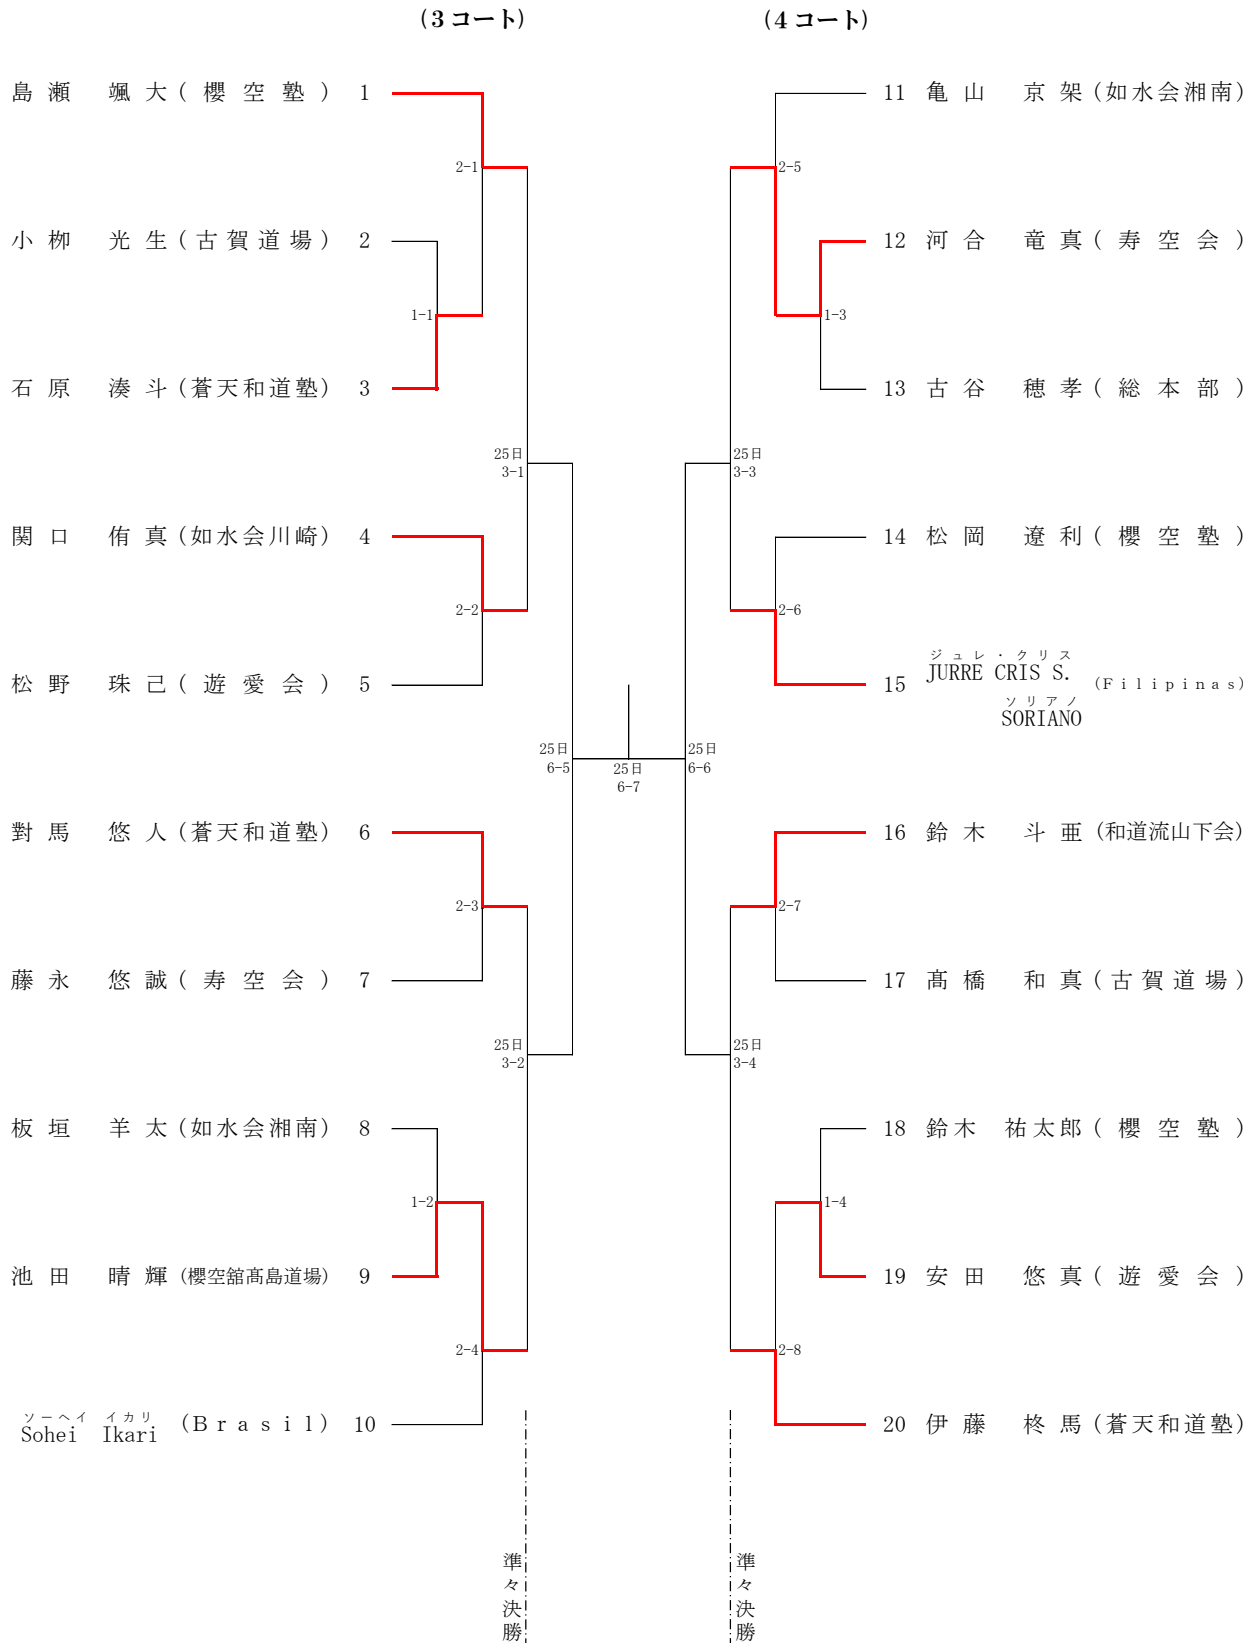 (3コート)
(4コート)
島瀬 颯大(櫻空塾) 1
2-1
小栁 光生(古賀道場) 2
1-1
石原 湊斗(蒼天和道塾) 3
25日
3-1
関口 侑真(如水会川崎) 4
2-2
松野 珠己(遊愛会) 5
25日
6-5
對馬 悠人(蒼天和道塾) 6
2-3
藤永 悠誠(寿空会) 7
25日
3-2
板垣 羊太(如水会湘南) 8
1-2
池田 晴輝(櫻空舘髙島道場) 9
2-4
ソーヘイ イカリ
Sohei Ikari (Brasil) 10
準々決勝
25日
6-7
11 亀山 京架(如水会湘南)
2-5
12 河合 竜真(寿空会)
1-3
13 古谷 穂孝(総本部)
25日
3-3
14 松岡 遼利(櫻空塾)
2-6
ジュレ・クリス
15 JURRE CRIS S. (Filipinas)
ソリアノ
SORIANO
25日
6-6
16 鈴木 斗亜(和道流山下会)
2-7
17 髙橋 和真(古賀道場)
25日
3-4
18 鈴木 祐太郎(櫻空塾)
1-4
19 安田 悠真(遊愛会)
2-8
20 伊藤 柊馬(蒼天和道塾)
準々決勝